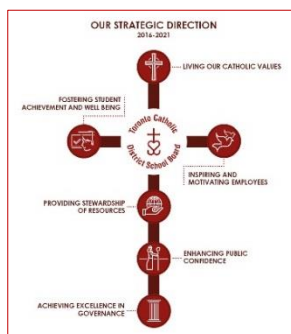 OUR STRATEGIC DIRECTION
2016-2021
LIVING OUR CATHOLIC VALUES
FOSTERING STUDENT
ACHIEVEMENT AND WELL BEING
Toronto Catholic
District School Board
INSPIRING AND
MOTIVATING EMPLOYEES
PROVIDING STEWARDSHIP
OF RESOURCES
ENHANCING PUBLIC
CONFIDENCE
ACHIEVING EXCELLENCE IN
GOVERNANCE